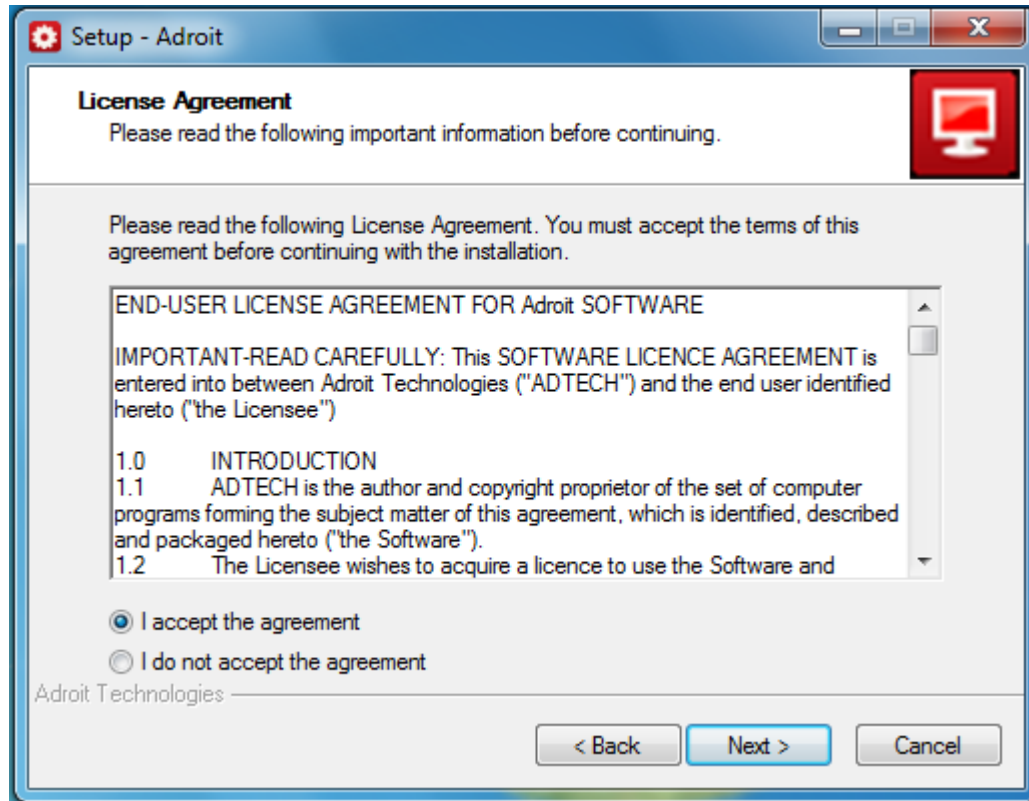 Setup - Adroit
License Agreement
Please read the following important information before continuing.
Please read the following License Agreement. You must accept the terms of this
agreement before continuing with the installation.
END-USER LICENSE AGREEMENT FOR Adroit SOFTWARE
IMPORTANT-READ CAREFULLY: This SOFTWARE LICENCE AGREEMENT is
entered into between Adroit Technologies ("ADTECH") and the end user identified
hereto ("the Licensee")
1.0 INTRODUCTION
1.1 ADTECH is the author and copyright proprietor of the set of computer
programs forming the subject matter of this agreement, which is identified, described
and packaged hereto ("the Software").
1.2 The Licensee wishes to acquire a licence to use the Software and
I accept the agreement
I do not accept the agreement
Adroit Technologies
< Back Next > Cancel